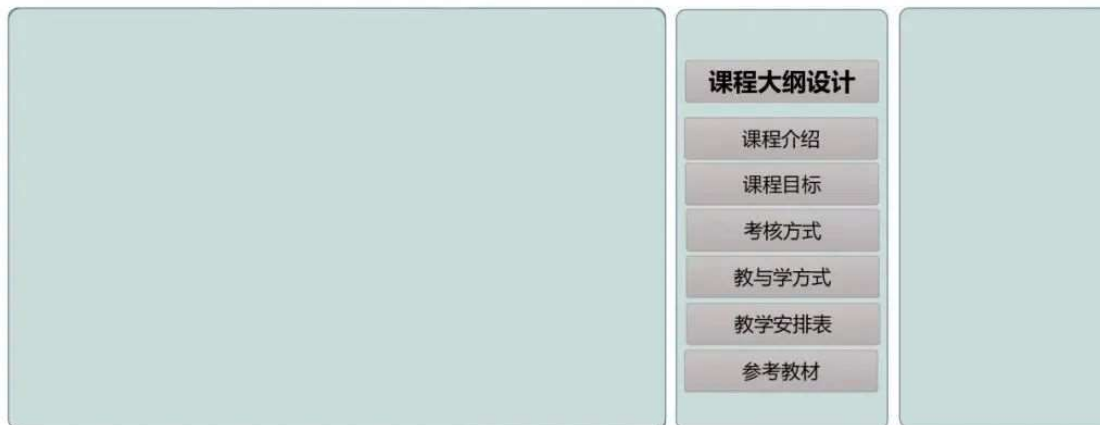 课程大纲设计
课程介绍
课程目标
考核方式
教与学方式
教学安排表
参考教材